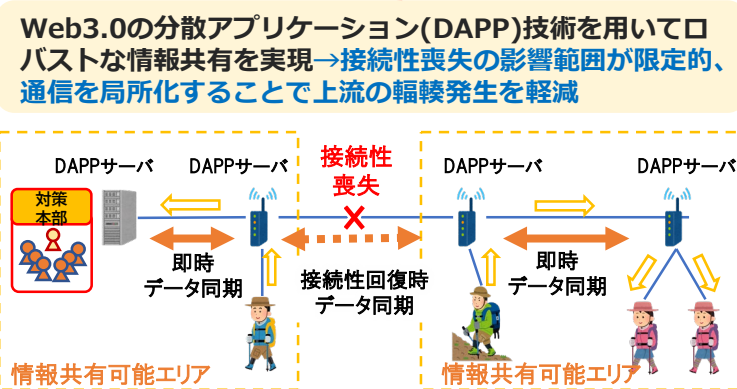 Web3.0の分散アプリケーション(DAPP)技術を用いてロ
バストな情報共有を実現→接続性喪失の影響範囲が限定的、
通信を局所化することで上流の輻輳発生を軽減
DAPPサーバ
DAPPサーバ
接続性
喪失
DAPPサーバ
DAPPサーバ
対策
本部
即時
データ同期
接続性回復時
データ同期
即時
データ同期
情報共有可能エリア
情報共有可能エリア